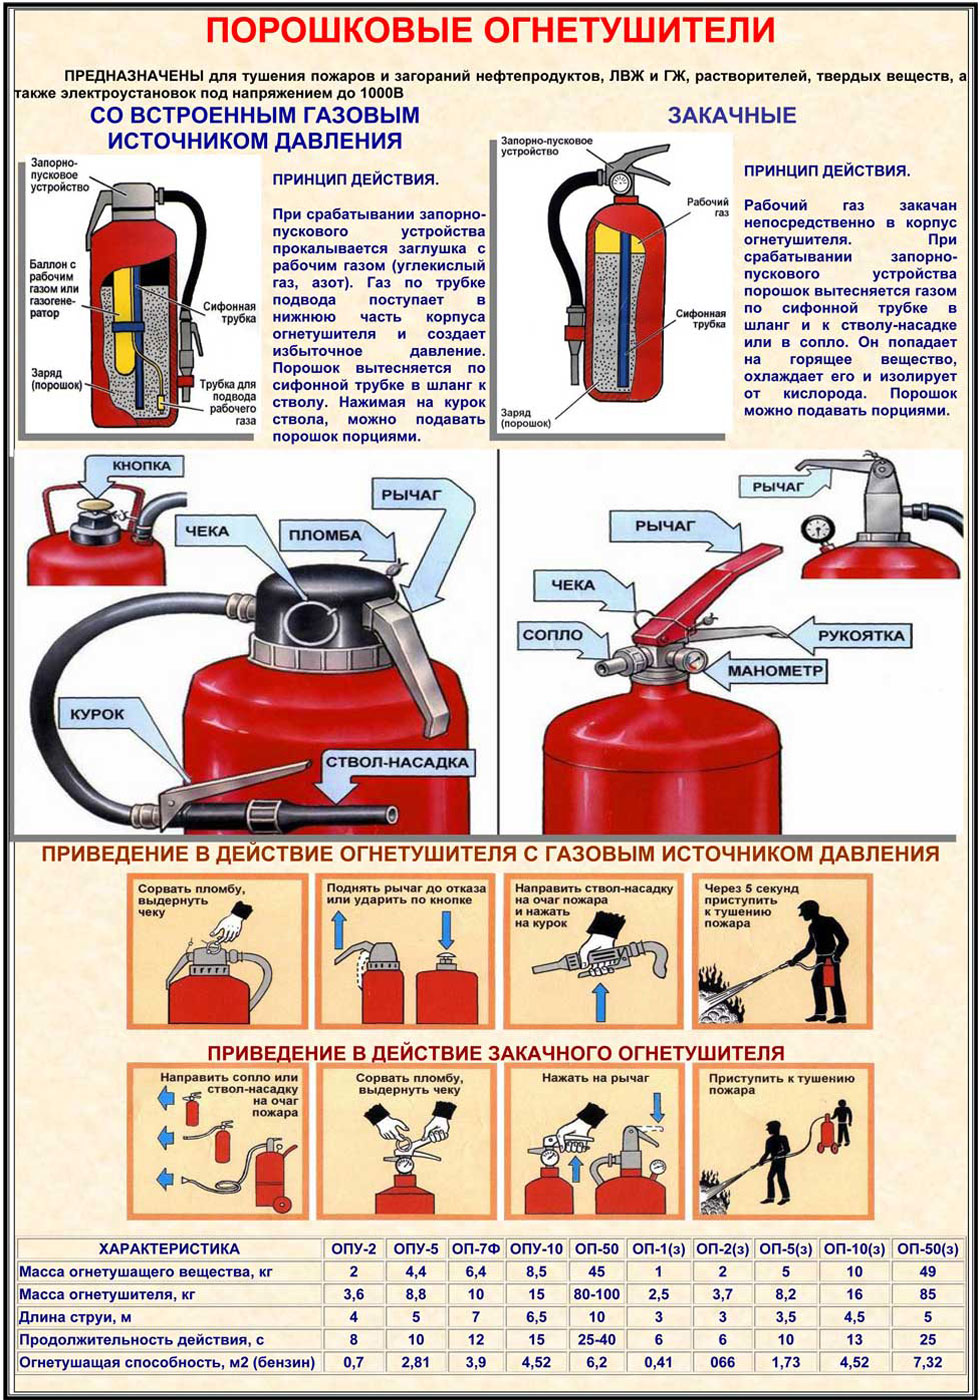 ПОРОШКОВЫЕ ОГНЕТУШИТЕЛИ
ПРЕДНАЗНАЧЕНЫ для тушения пожаров и загораний нефтепродуктов, ЛВЖ и ГЖ, растворителей, твердых веществ, а
также электроустановок под напряжением до 1000В
СО ВСТРОЕННЫМ ГАЗОВЫМ
ИСТОЧНИКОМ ДАВЛЕНИЯ
Запорно-
пусковое
устройство
Баллон с
рабочим
газом или
газогене-
ратор
Заряд
(порошок)
Сифонная
трубка
Трубка для
подвода
рабочего
газа
ПРИНЦИП ДЕЙСТВИЯ.
При срабатывании запорно-
пускового устройства
прокалывается заглушка с
рабочим газом (углекислый
газ, азот). Газ по трубке
подвода поступает в
нижнюю часть корпуса
огнетушителя и создает
избыточное давление.
Порошок вытесняется по
сифонной трубке в шланг к
стволу. Нажимая на курок
ствола, можно подавать
порошок порциями.
ЗАКАЧНЫЕ
Запорно-пусковое
устройство
Рабочий
газ
Сифонная
трубка
Заряд
(порошок)
ПРИНЦИП ДЕЙСТВИЯ.
Рабочий газ закачан
непосредственно в корпус
огнетушителя. При
срабатывании запорно-
пускового устройства
порошок вытесняется газом
по сифонной трубке в
шланг и к стволу-насадке
или в сопло. Он попадает
на горящее вещество,
охлаждает его и изолирует
от кислорода. Порошок
можно подавать порциями.
КНОПКА
ЧЕКА
ПЛОМБА
РЫЧАГ
КУРОК
СТВОЛ-НАСАДКА
РЫЧАГ
РЫЧАГ
ЧЕКА
СОПЛО
РУКОЯТКА
МАНОМЕТР
ПРИВЕДЕНИЕ В ДЕЙСТВИЕ ОГНЕТУШИТЕЛЯ С ГАЗОВЫМ ИСТОЧНИКОМ ДАВЛЕНИЯ
Сорвать пломбу,
выдернуть
чеку
Поднять рычаг до отказа
или ударить по кнопке
Направить ствол-насадку
на очаг пожара
и нажать
на курок
Через 5 секунд
приступить
к тушению
пожара
ПРИВЕДЕНИЕ В ДЕЙСТВИЕ ЗАКАЧНОГО ОГНЕТУШИТЕЛЯ
Направить сопло или
ствол-насадку
на очаг
пожара
Сорвать пломбу,
выдернуть чеку
Нажать на рычаг
Приступить к тушению
пожара
ХАРАКТЕРИСТИКА ОПУ-2 ОПУ-5 ОП-7Ф ОПУ-10 ОП-50 ОП-1(з) ОП-2(з) ОП-5(з) ОП-10(з) ОП-50(з)
Масса огнетушащего вещества, кг 2 4,4 6,4 8,5 45 1 2 5 10 49
Масса огнетушителя, кг 3,6 8,8 10 15 80-100 2,5 3,7 8,2 16 85
Длина струи, м 4 5 7 6,5 10 3 3 3,5 4,5 5
Продолжительность действия, с 8 10 12 15 25-40 6 6 10 13 25
Огнетушащая способность, м2 (бензин) 0,7 2,81 3,9 4,52 6,2 0,41 066 1,73 4,52 7,32